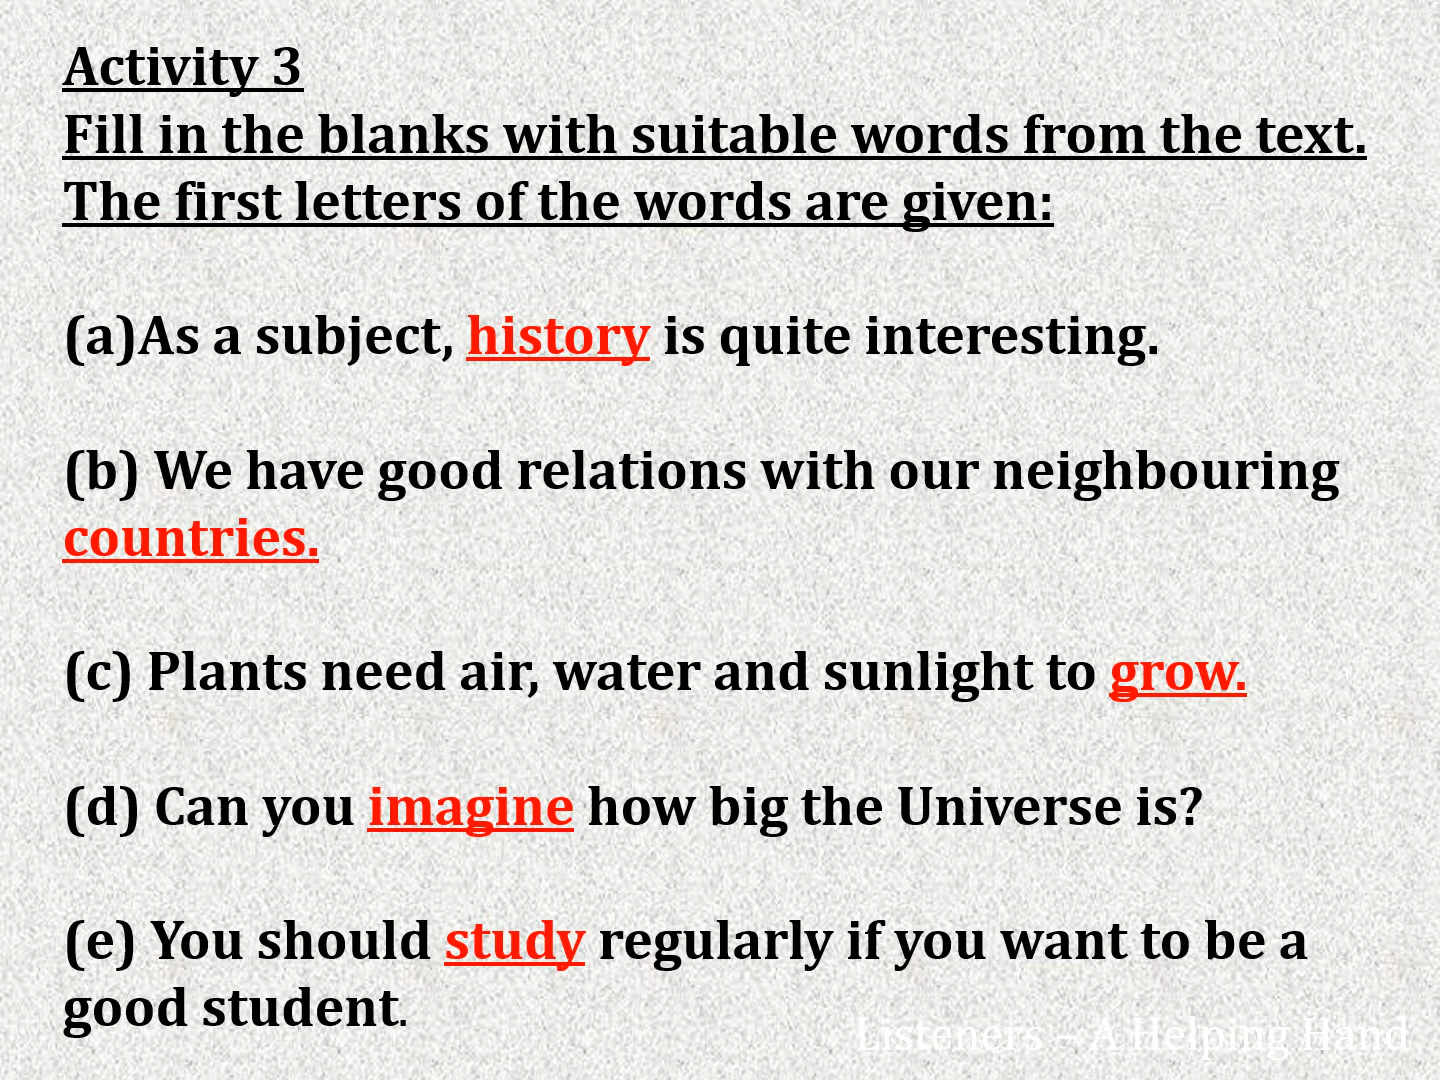 Activity 3
Fill in the blanks with suitable words from the text.
The first letters of the words are given:
(a)As a subject, history is quite interesting.
(b) We have good relations with our neighbouring
countries.
(c) Plants need air, water and sunlight to grow.
(d) Can you imagine how big the Universe is?
(e) You should study regularly if you want to be a
good student.
Listeners – A Helping Hand